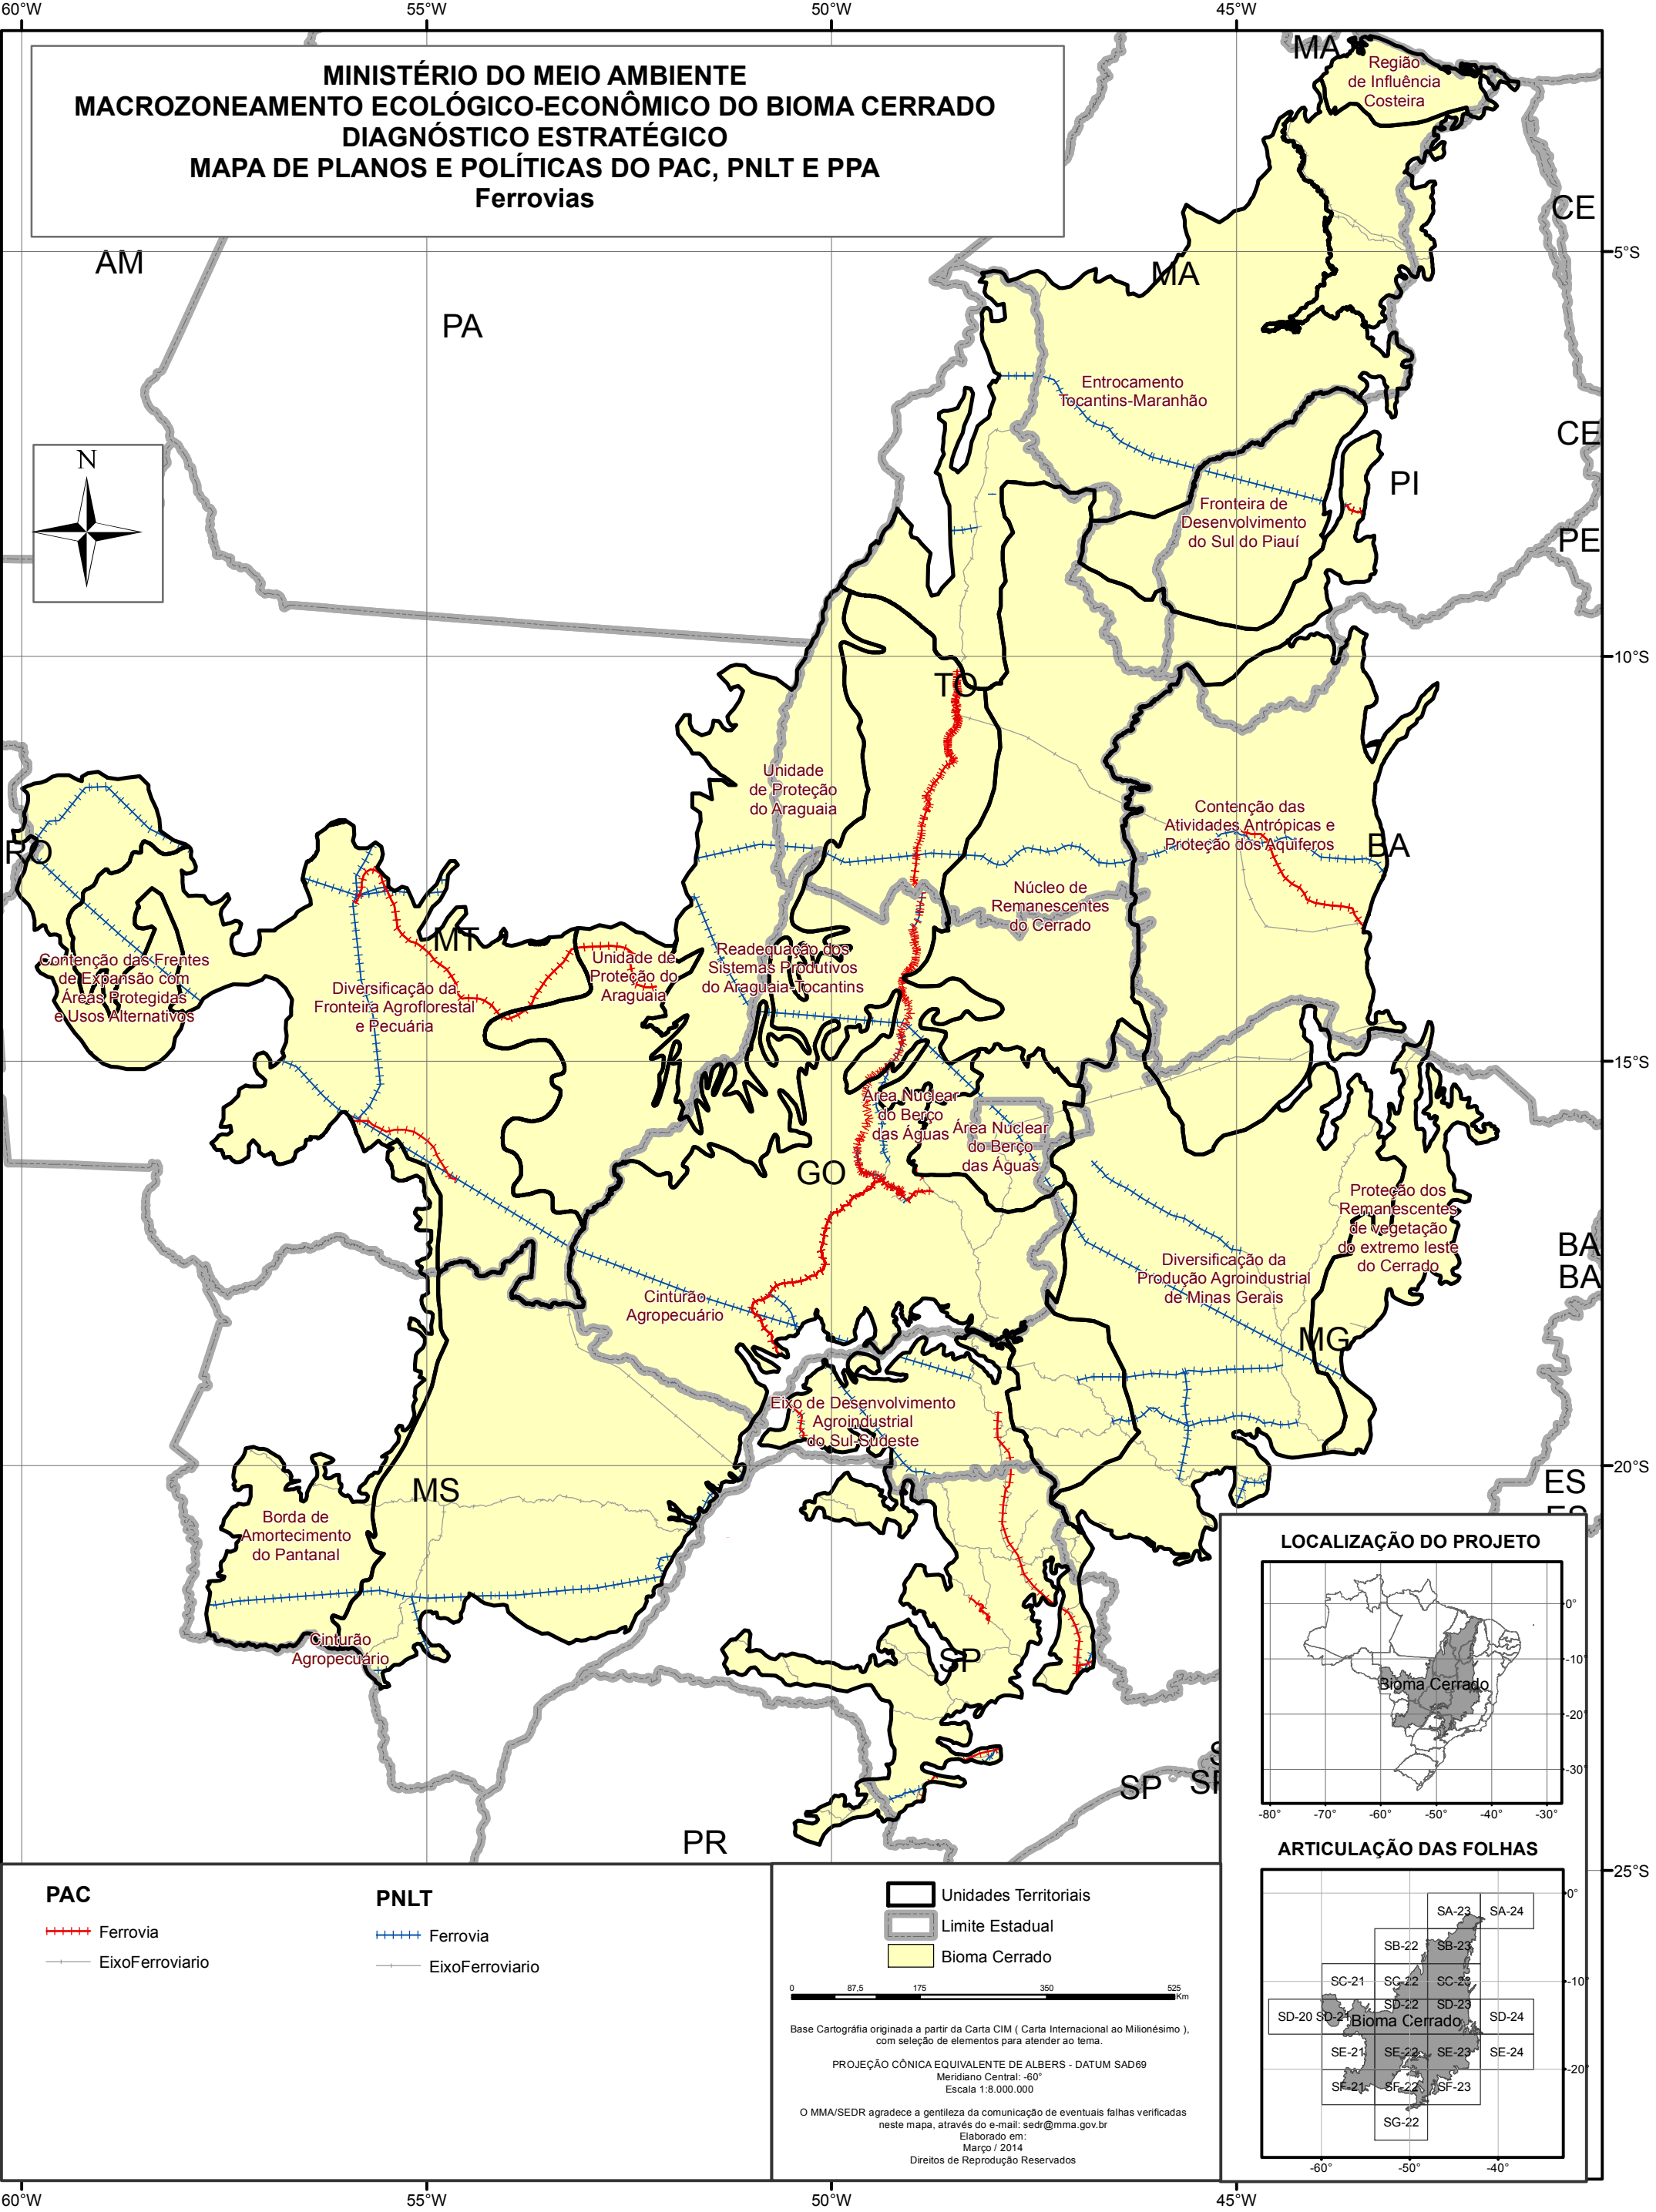 60°W
55°W
50°W
45°W
MINISTÉRIO DO MEIO AMBIENTE
MACROZONEAMENTO ECOLÓGICO-ECONÔMICO DO BIOMA CERRADO
DIAGNÓSTICO ESTRATÉGICO
MAPA DE PLANOS E POLÍTICAS DO PAC, PNLT E PPA
Ferrovias
MA
Região
de Influência
Costeira
CE
5°S
AM
MA
PA
Entrocamento
Tocantins-Maranhão
CE
N
PI
Fronteira de
Desenvolvimento
do Sul do Piauí
PE
10°S
TO
Unidade
de Proteção
do Araguaia
Contenção das
Atividades Antrópicas e
Proteção dos Aquiferos
BA
RO
Núcleo de
Remanescentes
do Cerrado
MT
Contenção das Frentes
de Expansão com
Áreas Protegidas
e Usos Alternativos
Diversificação da
Fronteira Agroflorestal
e Pecuária
Unidade de
Proteção do
Araguaia
Readequação dos
Sistemas Produtivos
do Araguaia-Tocantins
15°S
Área Nuclear
do Berço
das Águas
Área Nuclear
do Berço
das Águas
GO
Proteção dos
Remanescentes
de vegetação
do extremo leste
do Cerrado
BA
BA
Diversificação da
Produção Agroindustrial
de Minas Gerais
Cinturão
Agropecuário
MG
Eixo de Desenvolvimento
Agroindustrial
do Sul-Sudeste
20°S
MS
ES
ES
Borda de
Amortecimento
do Pantanal
Cinturão
Agropecuário
SP
SP
PR
25°S
LOCALIZAÇÃO DO PROJETO
0°
-10°
Bioma Cerrado
-20°
-30°
-80°
-70°
-60°
-50°
-40°
-30°
ARTICULAÇÃO DAS FOLHAS
0°
SA-23
SA-24
SB-22
SB-23
SC-21
SC-22
SC-23
-10°
SD-20
SD-21
SD-22
SD-23
SD-24
Bioma Cerrado
SE-21
SE-22
SE-23
SE-24
-20°
SF-21
SF-22
SF-23
SG-22
-60°
-50°
-40°
PAC
Ferrovia
EixoFerroviario
PNLT
Ferrovia
EixoFerroviario
Unidades Territoriais
Limite Estadual
Bioma Cerrado
0
87,5
175
350
525
Km
Base Cartográfia originada a partir da Carta CIM ( Carta Internacional ao Milionésimo ),
com seleção de elementos para atender ao tema.
PROJEÇÃO CÔNICA EQUIVALENTE DE ALBERS - DATUM SAD69
Meridiano Central: -60°
Escala 1:8.000.000
O MMA/SEDR agradece a gentileza da comunicação de eventuais falhas verificadas
neste mapa, através do e-mail: sedr@mma.gov.br
Elaborado em:
Março / 2014
Direitos de Reprodução Reservados
60°W
55°W
50°W
45°W